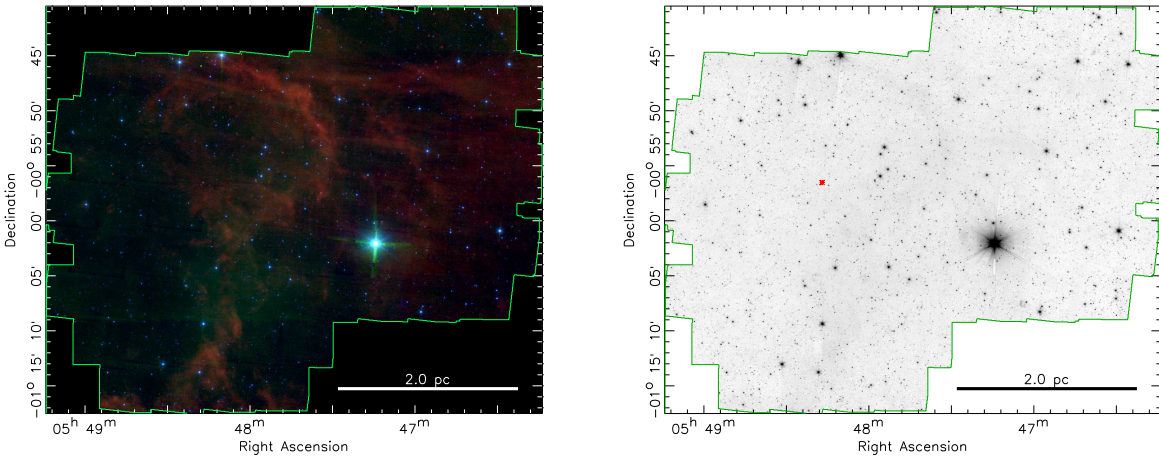 45'
50'
55'
−00°
00'
05'
10'
15'
−01°
2.0 pc
05ʰ 49ᵐ
48ᵐ
47ᵐ
Right Ascension
Declination
45'
50'
55'
−00°
00'
05'
10'
15'
−01°
2.0 pc
05ʰ 49ᵐ
48ᵐ
47ᵐ
Right Ascension
Declination